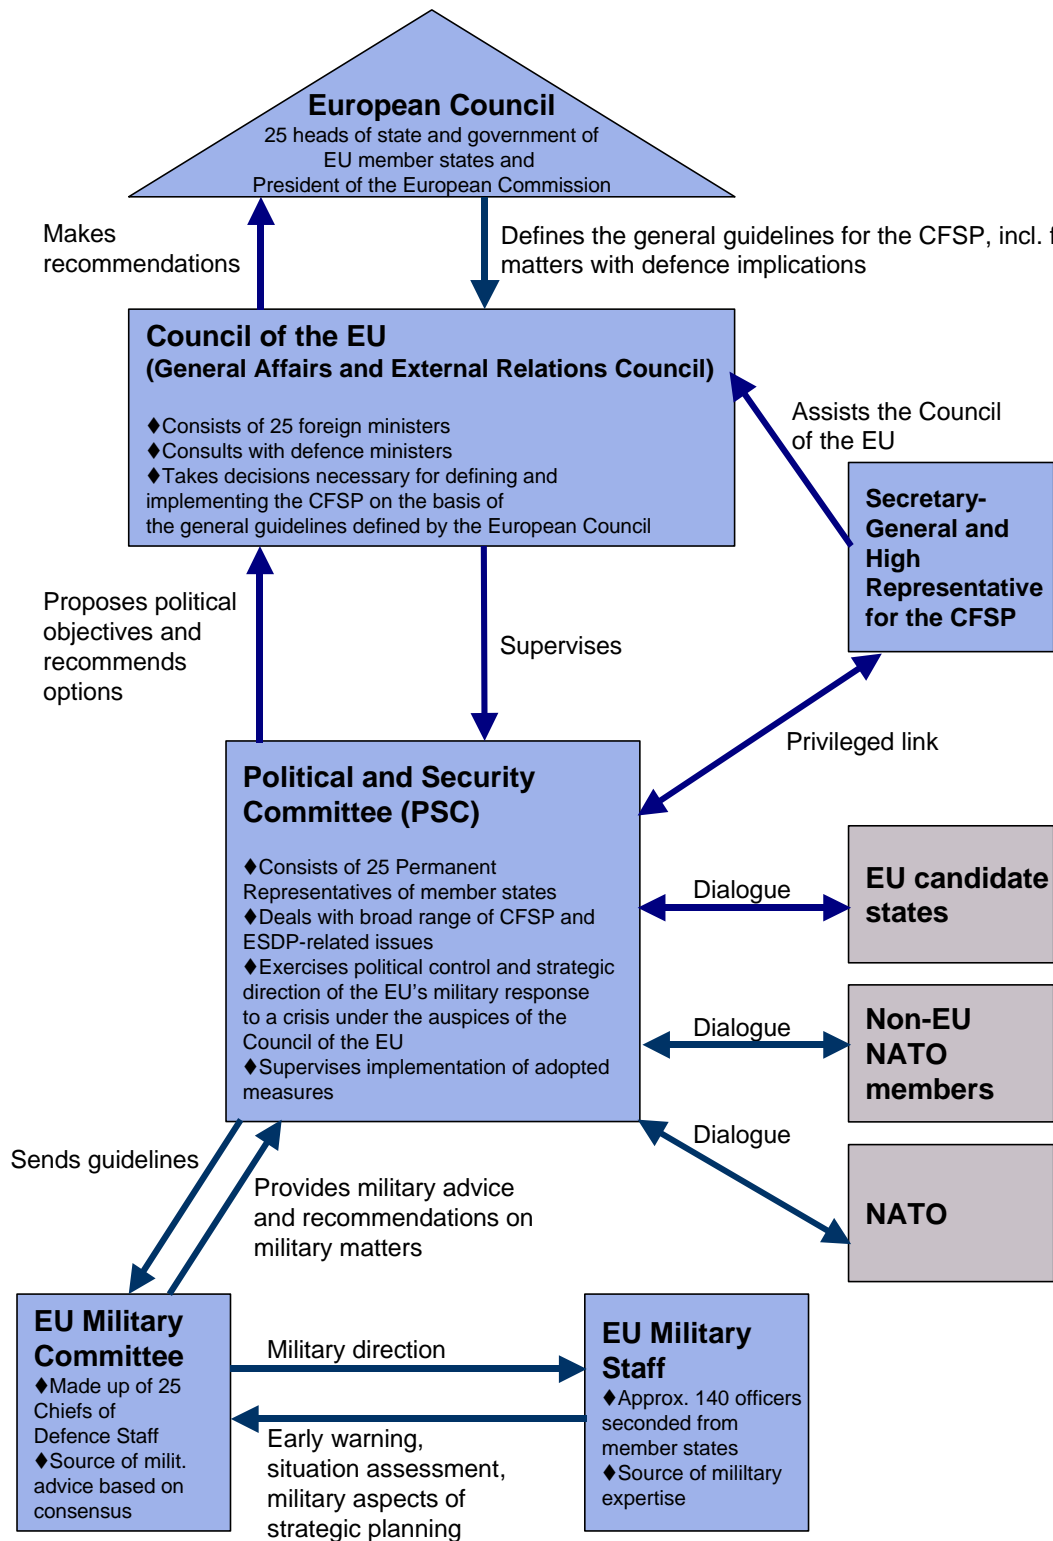 European Council
25 heads of state and government of
EU member states and
President of the European Commission
Makes
recommendations
Defines the general guidelines for the CFSP, incl. f
matters with defence implications
Council of the EU
(General Affairs and External Relations Council)
♦Consists of 25 foreign ministers
♦Consults with defence ministers
♦Takes decisions necessary for defining and
implementing the CFSP on the basis of
the general guidelines defined by the European Council
Assists the Council
of the EU
Secretary-
General and
High
Representative
for the CFSP
Proposes political
objectives and
recommends
options
Supervises
Privileged link
Political and Security
Committee (PSC)
♦Consists of 25 Permanent
Representatives of member states
♦Deals with broad range of CFSP and
ESDP-related issues
♦Exercises political control and strategic
direction of the EU’s military response
to a crisis under the auspices of the
Council of the EU
♦Supervises implementation of adopted
measures
Dialogue
EU candidate
states
Dialogue
Non-EU
NATO
members
Dialogue
NATO
Sends guidelines
Provides military advice
and recommendations on
military matters
EU Military
Committee
♦Made up of 25
Chiefs of
Defence Staff
♦Source of milit.
advice based on
consensus
Military direction
Early warning,
situation assessment,
military aspects of
strategic planning
EU Military
Staff
♦Approx. 140 officers
seconded from
member states
♦Source of mililtary
expertise